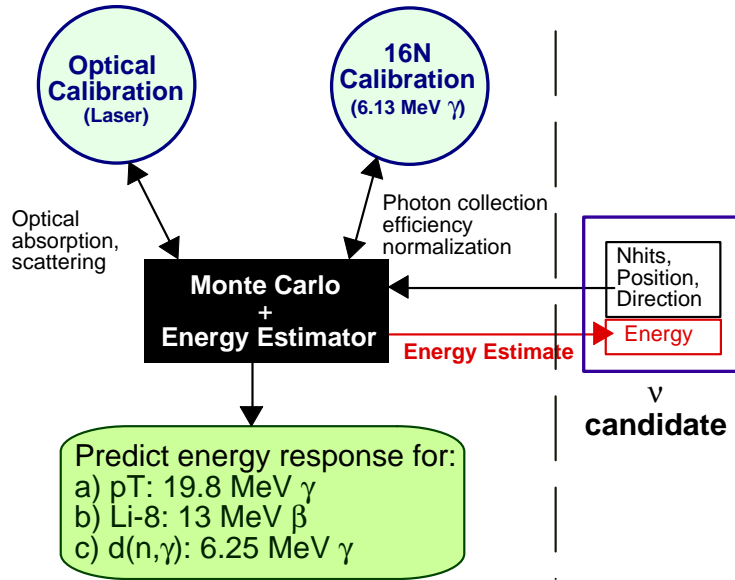 Optical
Calibration
(Laser)
16N
Calibration
(6.13 MeV γ)
Optical
absorption,
scattering
Photon collection
efficiency
normalization
Monte Carlo
+
Energy Estimator
Nhits,
Position,
Direction
Energy
Energy Estimate
ν
candidate
Predict energy response for:
a) pT: 19.8 MeV γ
b) Li-8: 13 MeV β
c) d(n,γ): 6.25 MeV γ